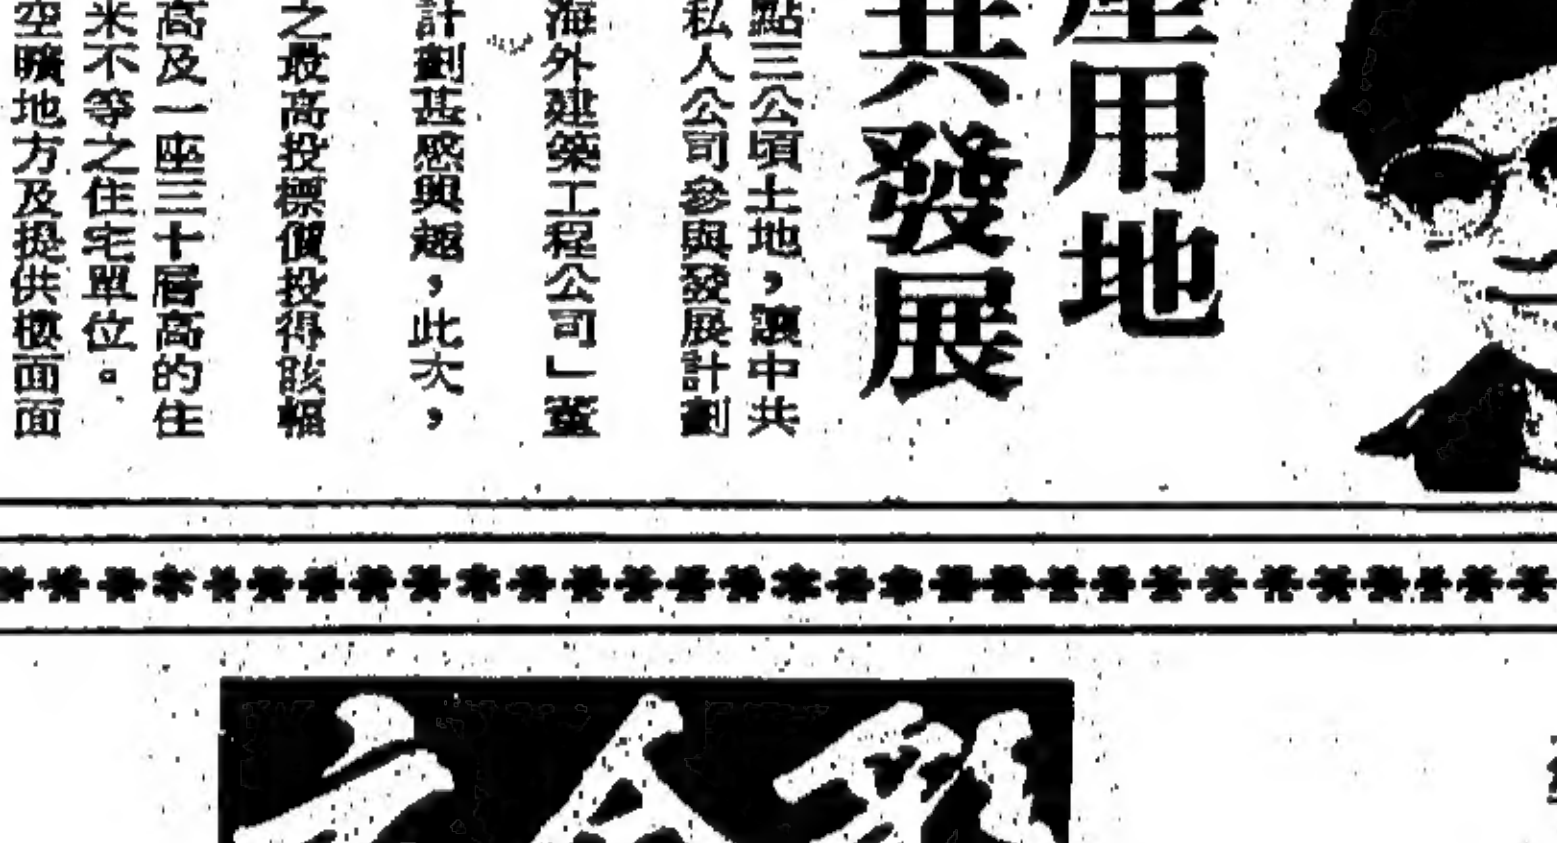 用地
共發展
點三公頃土地，讓中共
私人公司參與發展計劃
海外建築工程公司」董
計劃甚感興趣，此次，
之最高投標價投得該幅
高及一座三十層高的住
米不等之住宅單位。
空曠地方及提供樓面面
六合彩